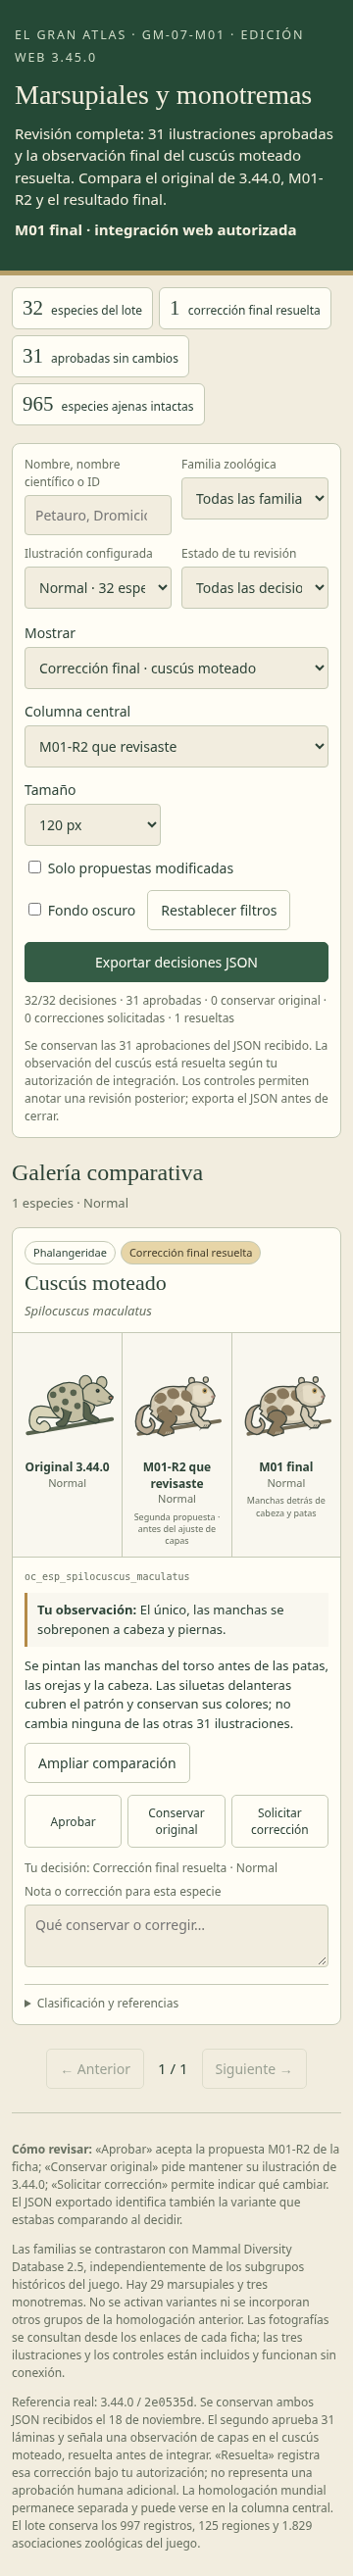 EL GRAN ATLAS · GM-07-M01 · EDICIÓN
WEB 3.45.0
Marsupiales y monotremas
Revisión completa: 31 ilustraciones aprobadas
y la observación final del cuscús moteado
resuelta. Compara el original de 3.44.0, M01-
R2 y el resultado final.
M01 final · integración web autorizada
32 especies del lote
1 corrección final resuelta
31 aprobadas sin cambios
965 especies ajenas intactas
Nombre, nombre
científico o ID
Familia zoológica
Petauro, Dromici
Todas las familia
Ilustración configurada
Estado de tu revisión
Normal · 32 espe
Todas las decisio
Mostrar
Corrección final · cuscús moteado
Columna central
M01-R2 que revisaste
Tamaño
120 px
Solo propuestas modificadas
Fondo oscuro
Restablecer filtros
Exportar decisiones JSON
32/32 decisiones · 31 aprobadas · 0 conservar original ·
0 correcciones solicitadas · 1 resueltas
Se conservan las 31 aprobaciones del JSON recibido. La
observación del cuscús está resuelta según tu
autorización de integración. Los controles permiten
anotar una revisión posterior; exporta el JSON antes de
cerrar.
Galería comparativa
1 especies · Normal
Phalangeridae
Corrección final resuelta
Cuscús moteado
Spilocuscus maculatus
Original 3.44.0
Normal
M01-R2 que
revisaste
Normal
Segunda propuesta ·
antes del ajuste de
capas
M01 final
Normal
Manchas detrás de
cabeza y patas
oc_esp_spilocuscus_maculatus
Tu observación: El único, las manchas se
sobreponen a cabeza y piernas.
Se pintan las manchas del torso antes de las patas,
las orejas y la cabeza. Las siluetas delanteras
cubren el patrón y conservan sus colores; no
cambia ninguna de las otras 31 ilustraciones.
Ampliar comparación
Aprobar
Conservar
original
Solicitar
corrección
Tu decisión: Corrección final resuelta · Normal
Nota o corrección para esta especie
Qué conservar o corregir...
▶ Clasificación y referencias
← Anterior
1 / 1
Siguiente →
Cómo revisar: «Aprobar» acepta la propuesta M01-R2 de la
ficha; «Conservar original» pide mantener su ilustración de
3.44.0; «Solicitar corrección» permite indicar qué cambiar.
El JSON exportado identifica también la variante que
estabas comparando al decidir.
Las familias se contrastaron con Mammal Diversity
Database 2.5, independientemente de los subgrupos
históricos del juego. Hay 29 marsupiales y tres
monotremas. No se activan variantes ni se incorporan
otros grupos de la homologación anterior. Las fotografías
se consultan desde los enlaces de cada ficha; las tres
ilustraciones y los controles están incluidos y funcionan sin
conexión.
Referencia real: 3.44.0 / 2e0535d. Se conservan ambos
JSON recibidos el 18 de noviembre. El segundo aprueba 31
láminas y señala una observación de capas en el cuscús
moteado, resuelta antes de integrar. «Resuelta» registra
esa corrección bajo tu autorización; no representa una
aprobación humana adicional. La homologación mundial
permanece separada y puede verse en la columna central.
El lote conserva los 997 registros, 125 regiones y 1.829
asociaciones zoológicas del juego.